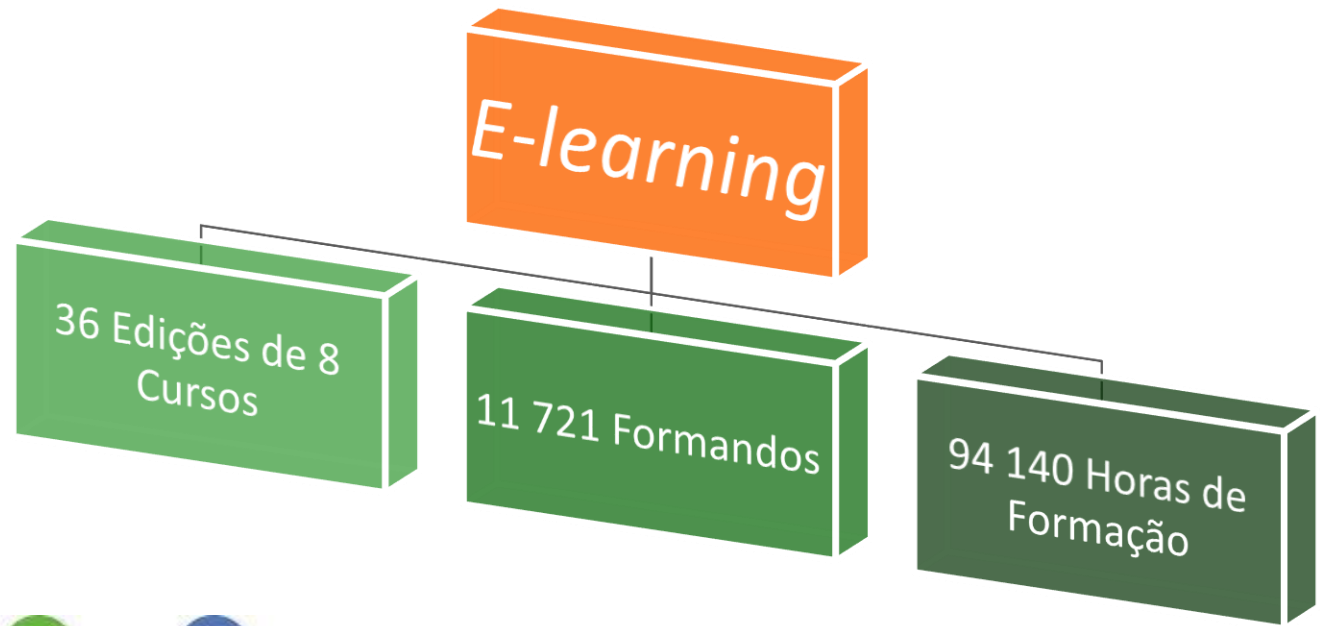 E-learning
36 Edições de 8
Cursos
11 721 Formandos
94 140 Horas de
Formação